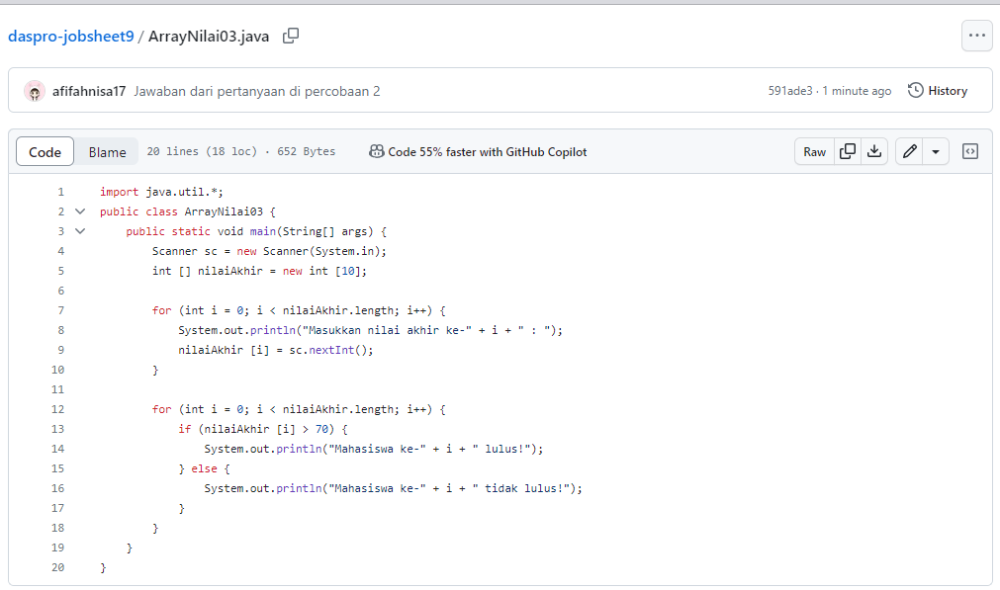 daspro-jobsheet9 / ArrayNilai03.java
afifahnisa17 Jawaban dari pertanyaan di percobaan 2 591ade3 · 1 minute ago History
Code Blame 20 lines (18 loc) · 652 Bytes Code 55% faster with GitHub Copilot Raw
1 import java.util.*;
2 public class ArrayNilai03 {
3 public static void main(String[] args) {
4 Scanner sc = new Scanner(System.in);
5 int [] nilaiAkhir = new int [10];
6
7 for (int i = 0; i < nilaiAkhir.length; i++) {
8 System.out.println("Masukkan nilai akhir ke-" + i + " : ");
9 nilaiAkhir [i] = sc.nextInt();
10 }
11
12 for (int i = 0; i < nilaiAkhir.length; i++) {
13 if (nilaiAkhir [i] > 70) {
14 System.out.println("Mahasiswa ke-" + i + " lulus!");
15 } else {
16 System.out.println("Mahasiswa ke-" + i + " tidak lulus!");
17 }
18 }
19 }
20 }